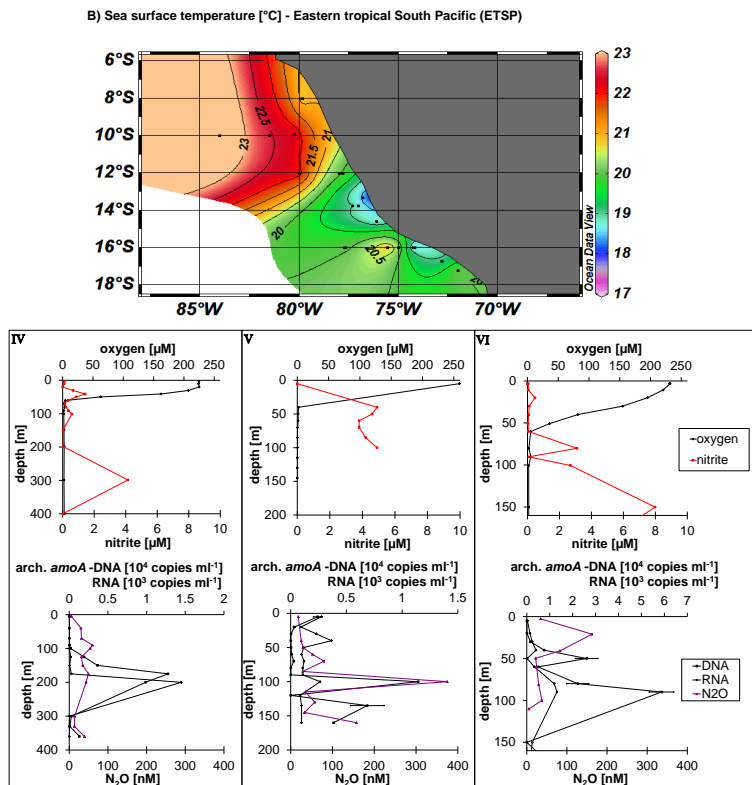 B) Sea surface temperature [°C] - Eastern tropical South Pacific (ETSP)
6°S
8°S
10°S
12°S
14°S
16°S
18°S
85°W 80°W 75°W 70°W
22.5
23
21
21.5
20
20.5
20
Ocean Data View
23
22
21
20
19
18
17
IV
oxygen [µM]
0 50 100 150 200 250
depth [m]
0
100
200
300
400
0 2 4 6 8 10
nitrite [µM]
V
oxygen [µM]
0 50 100 150 200 250
depth [m]
0
50
100
150
200
0 2 4 6 8 10
nitrite [µM]
VI
oxygen [µM]
0 50 100 150 200 250
depth [m]
0
50
100
150
0 2 4 6 8 10
nitrite [µM]
oxygen
nitrite
arch. amoA -DNA [10⁴ copies ml⁻¹]
RNA [10³ copies ml⁻¹]
0 1 2
depth [m]
0
100
200
300
400
0 100 200 300 400
N₂O [nM]
arch. amoA -DNA [10⁴ copies ml⁻¹]
RNA [10³ copies ml⁻¹]
0 0.2 0.4 0.6 0.8 1 1.2 1.4
depth [m]
0
50
100
150
200
0 100 200 300 400
N₂O [nM]
arch. amoA -DNA [10⁴ copies ml⁻¹]
RNA [10³ copies ml⁻¹]
0 1 2 3 4 5 6 7
depth [m]
0
50
100
150
0 100 200 300 400
N₂O [nM]
DNA
RNA
N2O